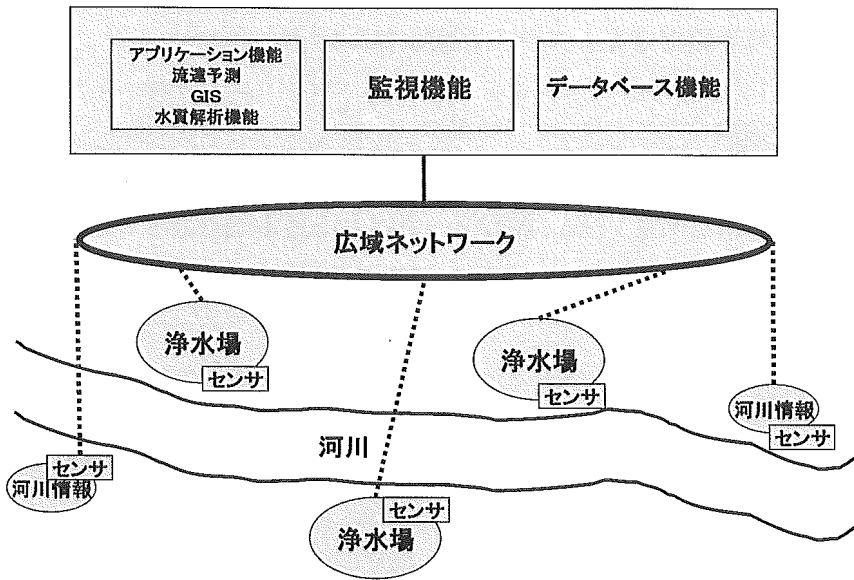 アプリケーション機能
流達予測
GIS
水質解析機能
監視機能
データベース機能
広域ネットワーク
浄水場
センサ
浄水場
センサ
河川情報
センサ
河川
センサ
河川情報
センサ
浄水場